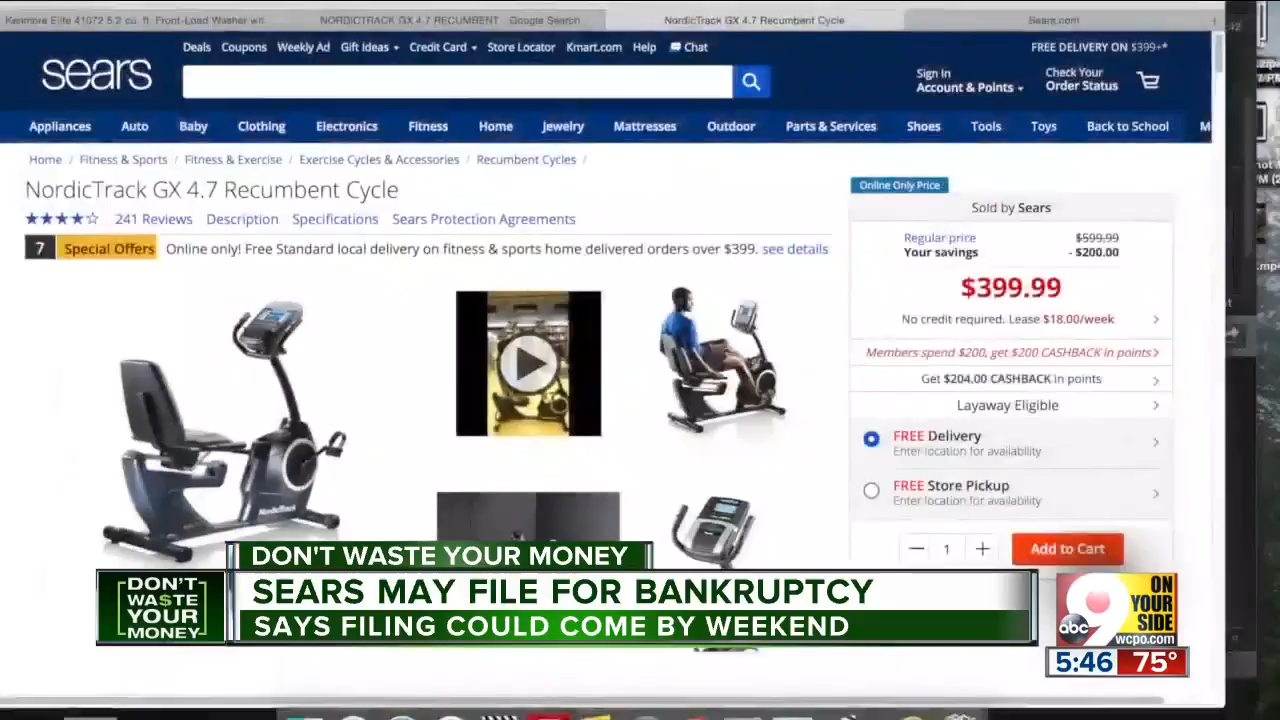 Kenmore Elite 41072 5.2 cu. ft. Front-Load Washer wit...
NORDICTRACK GX 4.7 RECUMBENT - Google Search
NordicTrack GX 4.7 Recumbent Cycle
Sears.com
Deals Coupons Weekly Ad Gift Ideas Credit Card Store Locator Kmart.com Help Chat
FREE DELIVERY ON $399+*
sears
Sign In
Account & Points
Check Your
Order Status
Appliances Auto Baby Clothing Electronics Fitness Home Jewelry Mattresses Outdoor Parts & Services Shoes Tools Toys Back to School M
Home / Fitness & Sports / Fitness & Exercise / Exercise Cycles & Accessories / Recumbent Cycles /
NordicTrack GX 4.7 Recumbent Cycle
241 Reviews Description Specifications Sears Protection Agreements
7 Special Offers Online only! Free Standard local delivery on fitness & sports home delivered orders over $399. see details
Online Only Price
Sold by Sears
Regular price $599.99
Your savings - $200.00
$399.99
No credit required. Lease $18.00/week
Members spend $200, get $200 CASHBACK in points
Get $204.00 CASHBACK in points
Layaway Eligible
FREE Delivery
Enter location for availability
FREE Store Pickup
Enter location for availability
1
Add to Cart
NordicTrack
DON'T WASTE YOUR MONEY
DON'T
WA$TE
YOUR
MONEY
SEARS MAY FILE FOR BANKRUPTCY
SAYS FILING COULD COME BY WEEKEND
abc 9
ON
YOUR
SIDE
wcpo.com
5:46 75°